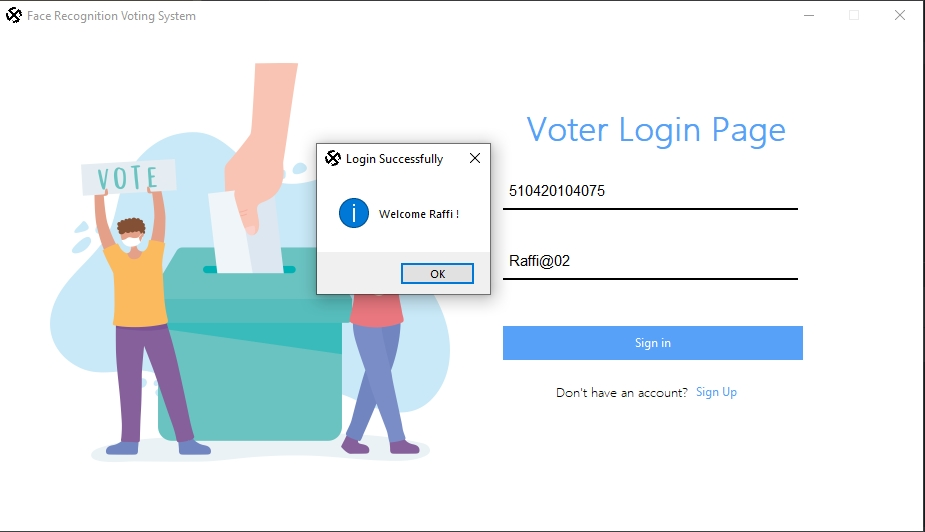 Face Recognition Voting System
VOTE
Login Successfully
Welcome Raffi !
OK
Voter Login Page
510420104075
Raffi@02
Sign in
Don't have an account? Sign Up